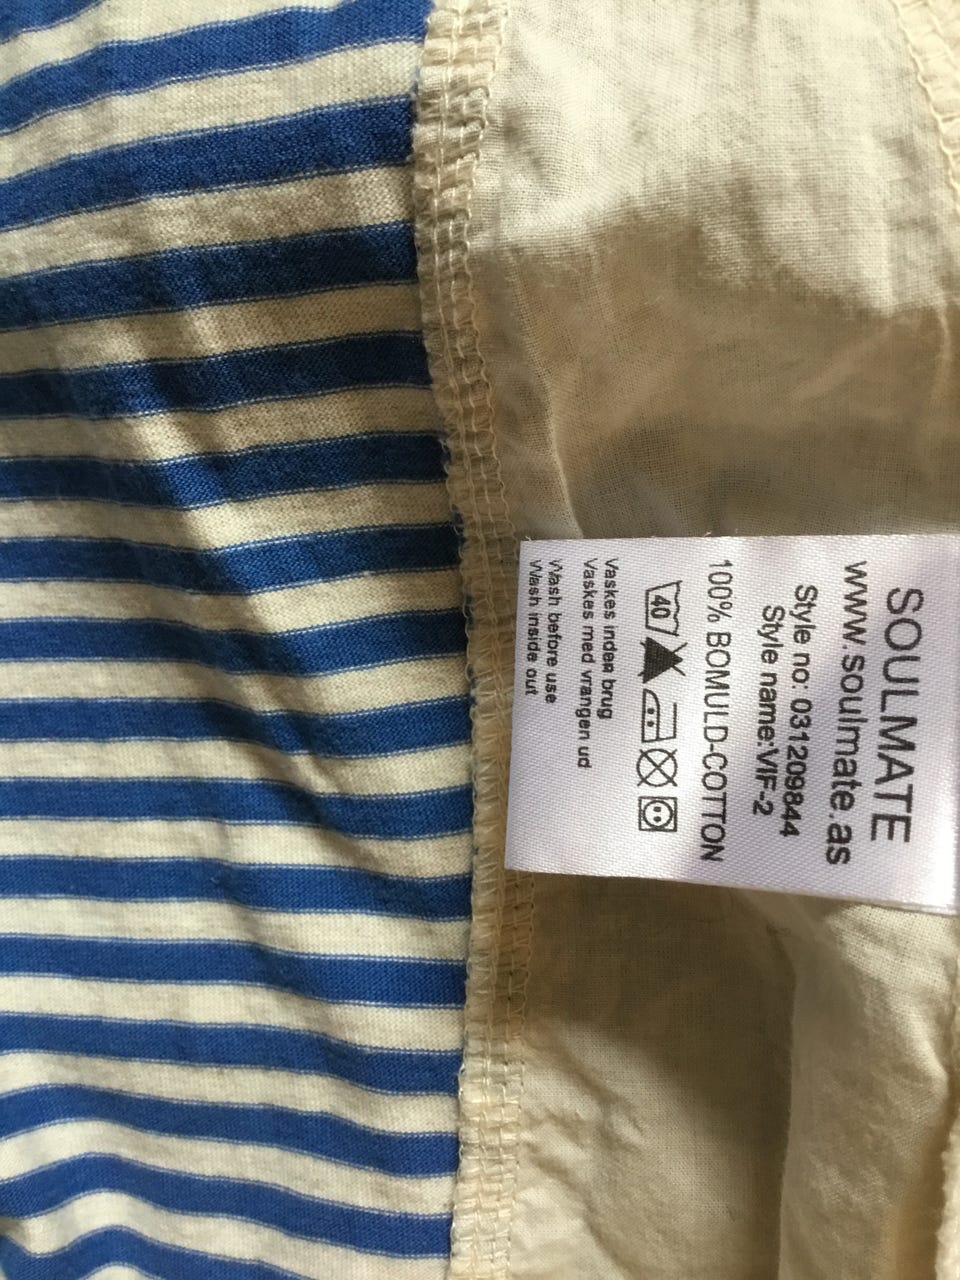 SOULMATE
www.soulmate.as
Style no: 031209844
Style name:VIF-2
100% BOMULD-COTTON
40
Vaskes inden brug
Vaskes med vrangen ud
Wash before use
Wash inside out